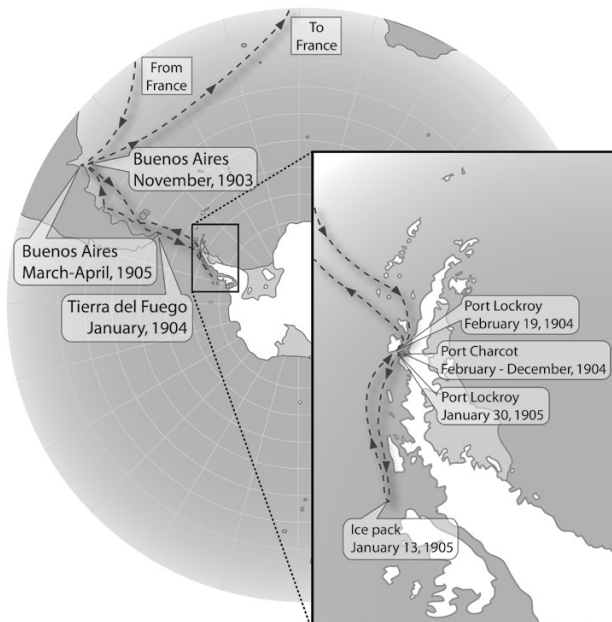 To
France
From
France
Buenos Aires
November, 1903
Buenos Aires
March-April, 1905
Tierra del Fuego
January, 1904
Port Lockroy
February 19, 1904
Port Charcot
February - December, 1904
Port Lockroy
January 30, 1905
Ice pack
January 13, 1905